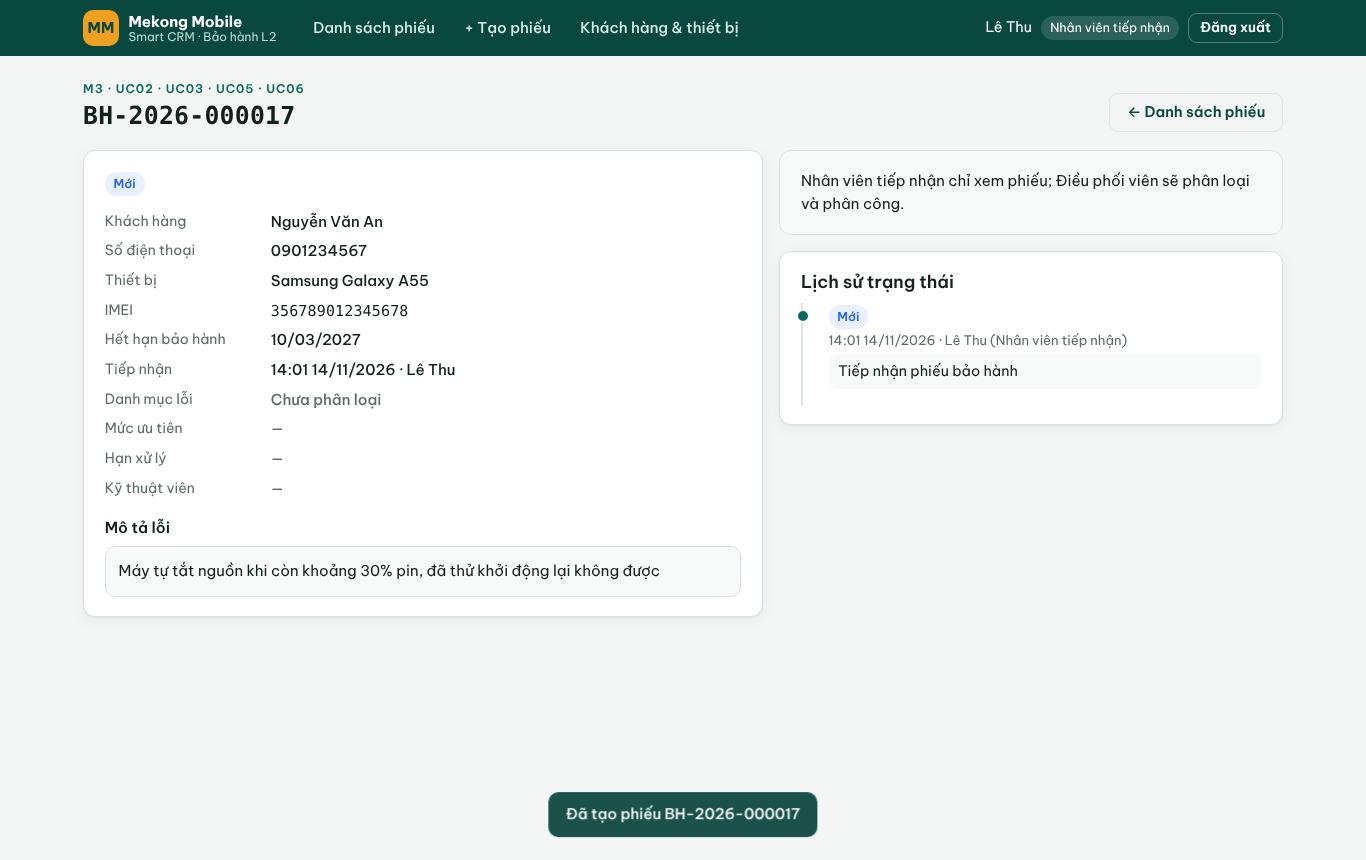 MM
Mekong Mobile
Smart CRM · Bảo hành L2
Danh sách phiếu
+ Tạo phiếu
Khách hàng & thiết bị
Lê Thu
Nhân viên tiếp nhận
Đăng xuất
M3 · UC02 · UC03 · UC05 · UC06
BH-2026-000017
← Danh sách phiếu
Mới
Khách hàng Nguyễn Văn An
Số điện thoại 0901234567
Thiết bị Samsung Galaxy A55
IMEI 356789012345678
Hết hạn bảo hành 10/03/2027
Tiếp nhận 14:01 14/11/2026 · Lê Thu
Danh mục lỗi Chưa phân loại
Mức ưu tiên —
Hạn xử lý —
Kỹ thuật viên —
Mô tả lỗi
Máy tự tắt nguồn khi còn khoảng 30% pin, đã thử khởi động lại không được
Nhân viên tiếp nhận chỉ xem phiếu; Điều phối viên sẽ phân loại
và phân công.
Lịch sử trạng thái
Mới
14:01 14/11/2026 · Lê Thu (Nhân viên tiếp nhận)
Tiếp nhận phiếu bảo hành
Đã tạo phiếu BH-2026-000017